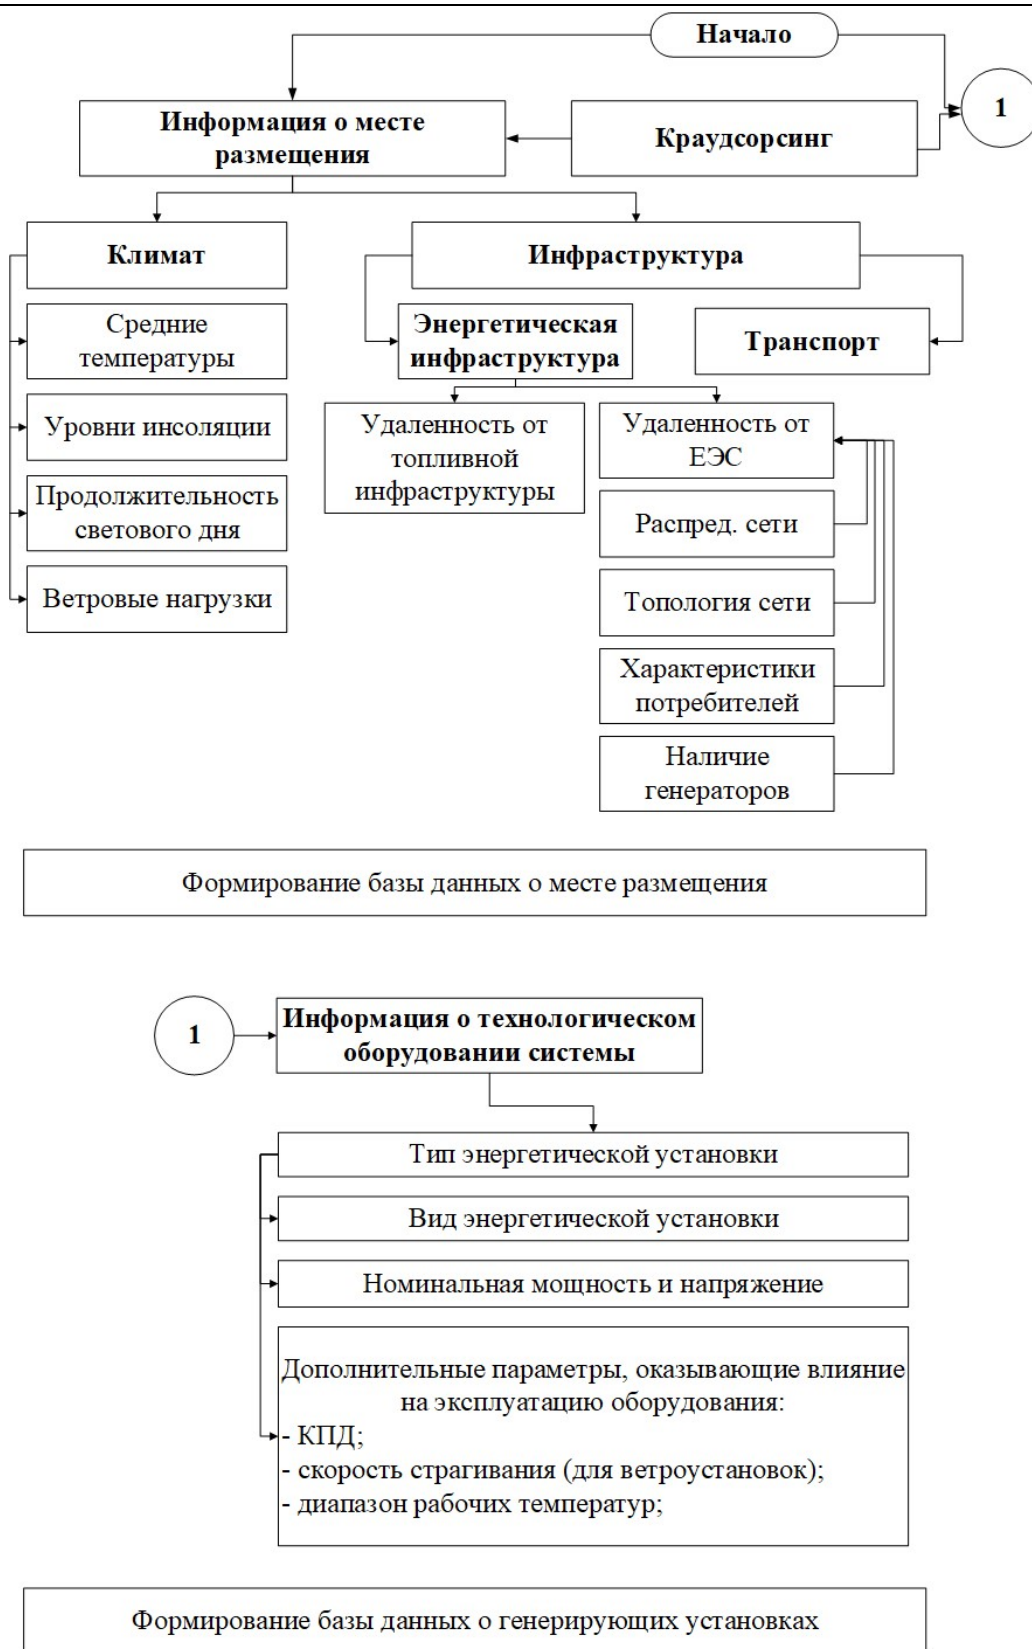 Начало
1
Информация о месте
размещения
Краудсорсинг
Климат
Инфраструктура
Средние
температуры
Энергетическая
инфраструктура
Транспорт
Уровни инсоляции
Удаленность от
топливной
инфраструктуры
Удаленность от
ЕЭС
Продолжительность
светового дня
Распред. сети
Ветровые нагрузки
Топология сети
Характеристики
потребителей
Наличие
генераторов
Формирование базы данных о месте размещения
1
Информация о технологическом
оборудовании системы
Тип энергетической установки
Вид энергетической установки
Номинальная мощность и напряжение
Дополнительные параметры, оказывающие влияние
на эксплуатацию оборудования:
- КПД;
- скорость страгивания (для ветроустановок);
- диапазон рабочих температур;
Формирование базы данных о генерирующих установках